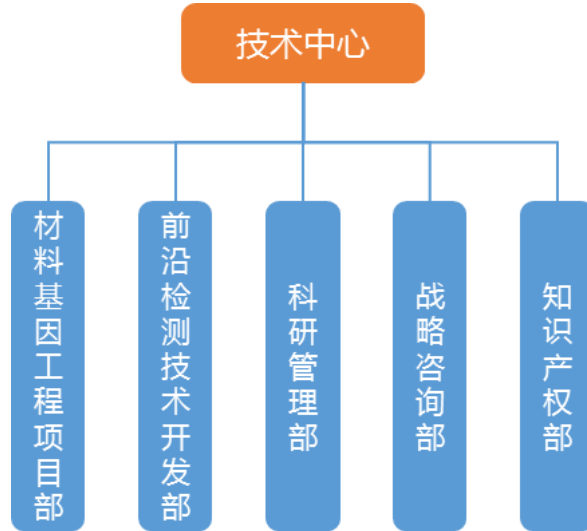 技术中心
材料基因工程项目部
前沿检测技术开发部
科研管理部
战略咨询部
知识产权部